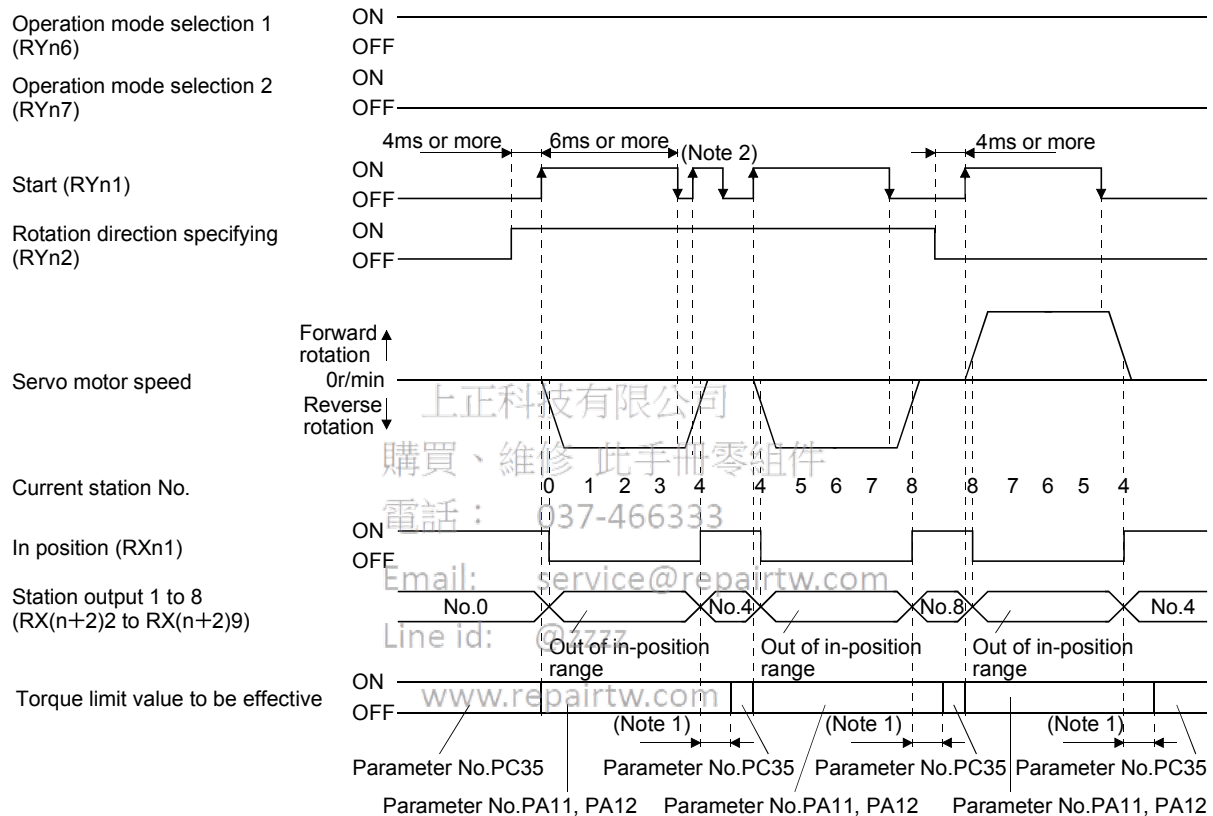 Operation mode selection 1
(RYn6)
ON
OFF
Operation mode selection 2
(RYn7)
ON
OFF
4ms or more
6ms or more
(Note 2)
4ms or more
Start (RYn1)
ON
OFF
Rotation direction specifying
(RYn2)
ON
OFF
Servo motor speed
Forward
rotation
0r/min
Reverse
rotation
上正科技有限公司
購買、維修 此手冊零組件
Current station No.
0 1 2 3 4 4 5 6 7 8 8 7 6 5 4
電話： 037-466333
In position (RXn1)
ON
OFF
Email: service@repairtw.com
Station output 1 to 8
(RX(n+2)2 to RX(n+2)9)
No.0 No.4 No.8 No.4
Line id: @zzzz
Out of in-position
range
Out of in-position
range
Out of in-position
range
Torque limit value to be effective
ON
OFF
www.repairtw.com
(Note 1) (Note 1) (Note 1)
Parameter No.PC35 Parameter No.PC35 Parameter No.PC35 Parameter No.PC35
Parameter No.PA11, PA12 Parameter No.PA11, PA12 Parameter No.PA11, PA12